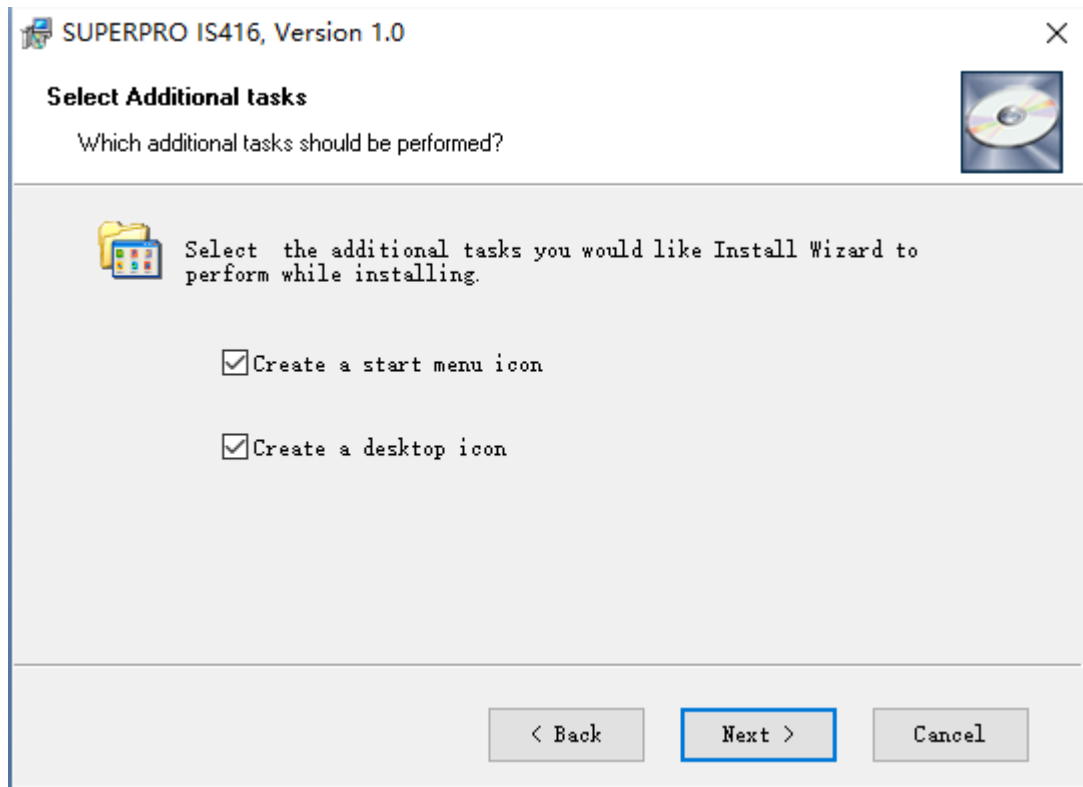 SUPERPRO IS416, Version 1.0
Select Additional tasks
Which additional tasks should be performed?
Select  the additional tasks you would like Install Wizard to
perform while installing.
Create a start menu icon
Create a desktop icon
< Back
Next >
Cancel